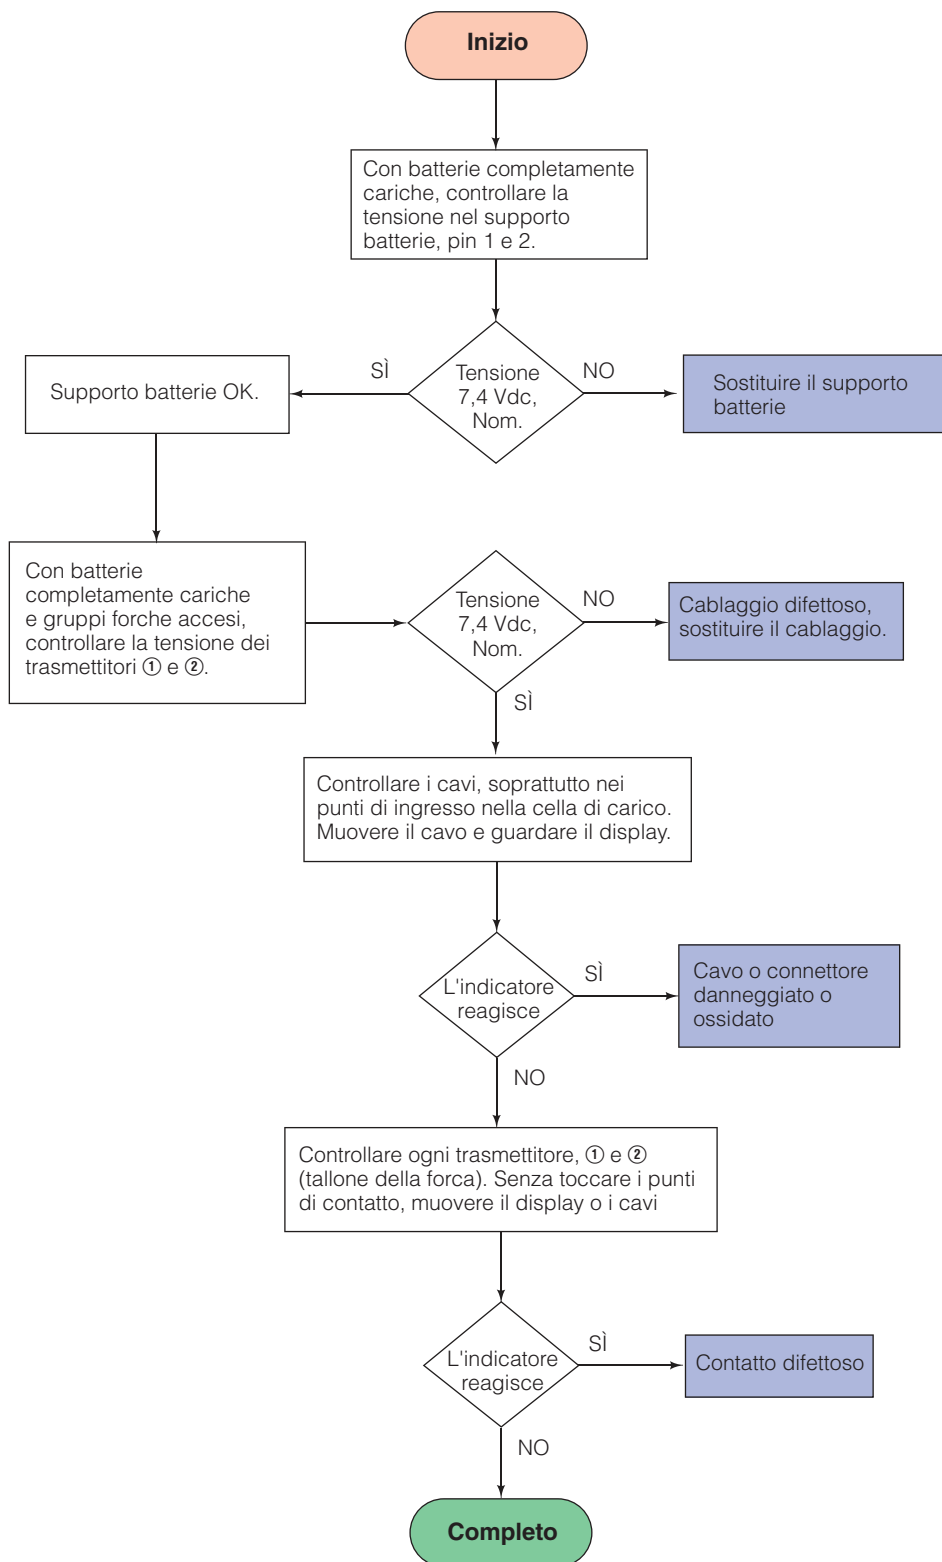 Inizio
Con batterie completamente
cariche, controllare la
tensione nel supporto
batterie, pin 1 e 2.
SÌ
Tensione
7,4 Vdc,
Nom.
NO
Supporto batterie OK.
Sostituire il supporto
batterie
Con batterie
completamente cariche
e gruppi forche accesi,
controllare la tensione dei
trasmettitori ① e ②.
Tensione
7,4 Vdc,
Nom.
NO
Cablaggio difettoso,
sostituire il cablaggio.
SÌ
Controllare i cavi, soprattutto nei
punti di ingresso nella cella di carico.
Muovere il cavo e guardare il display.
L'indicatore
reagisce
SÌ
Cavo o connettore
danneggiato o
ossidato
NO
Controllare ogni trasmettitore, ① e ②
(tallone della forca). Senza toccare i punti
di contatto, muovere il display o i cavi
L'indicatore
reagisce
SÌ
Contatto difettoso
NO
Completo